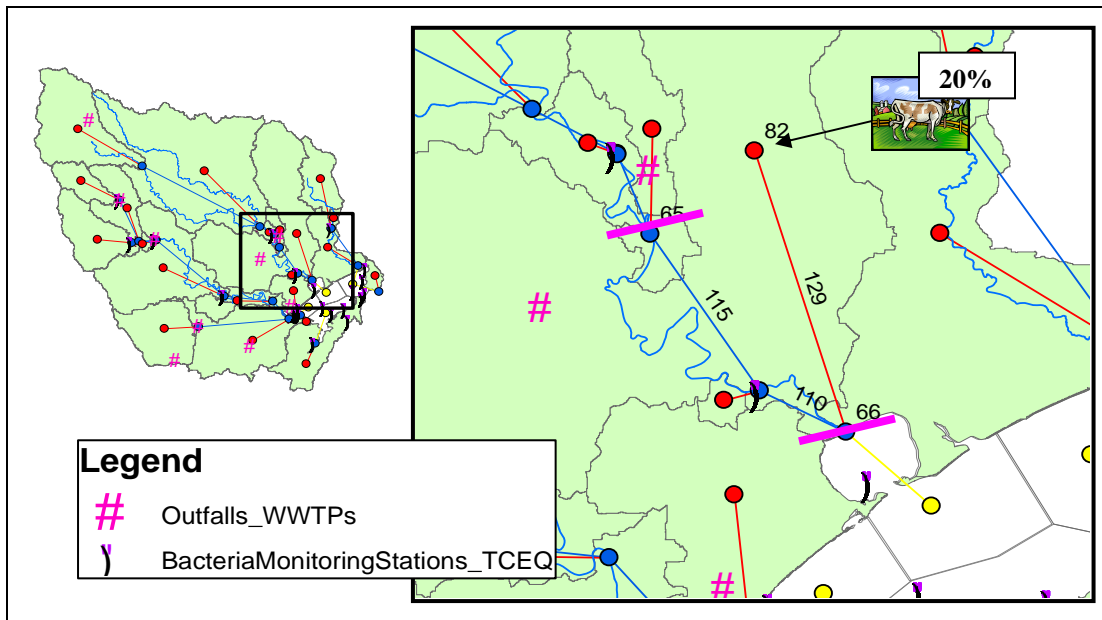 20%
82
65
129
115
110
66
Legend
# Outfalls_WWTPs
BacteriaMonitoringStations_TCEQ